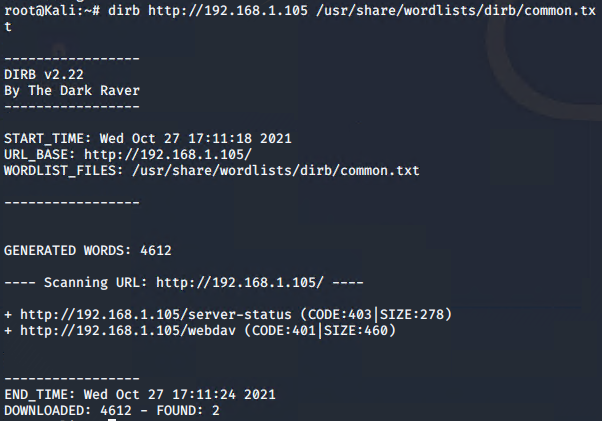 root@Kali:~# dirb http://192.168.1.105 /usr/share/wordlists/dirb/common.tx
t
-----------------
DIRB v2.22
By The Dark Raver
-----------------
START_TIME: Wed Oct 27 17:11:18 2021
URL_BASE: http://192.168.1.105/
WORDLIST_FILES: /usr/share/wordlists/dirb/common.txt
-----------------
GENERATED WORDS: 4612
---- Scanning URL: http://192.168.1.105/ ----
+ http://192.168.1.105/server-status (CODE:403|SIZE:278)
+ http://192.168.1.105/webdav (CODE:401|SIZE:460)
-----------------
END_TIME: Wed Oct 27 17:11:24 2021
DOWNLOADED: 4612 - FOUND: 2